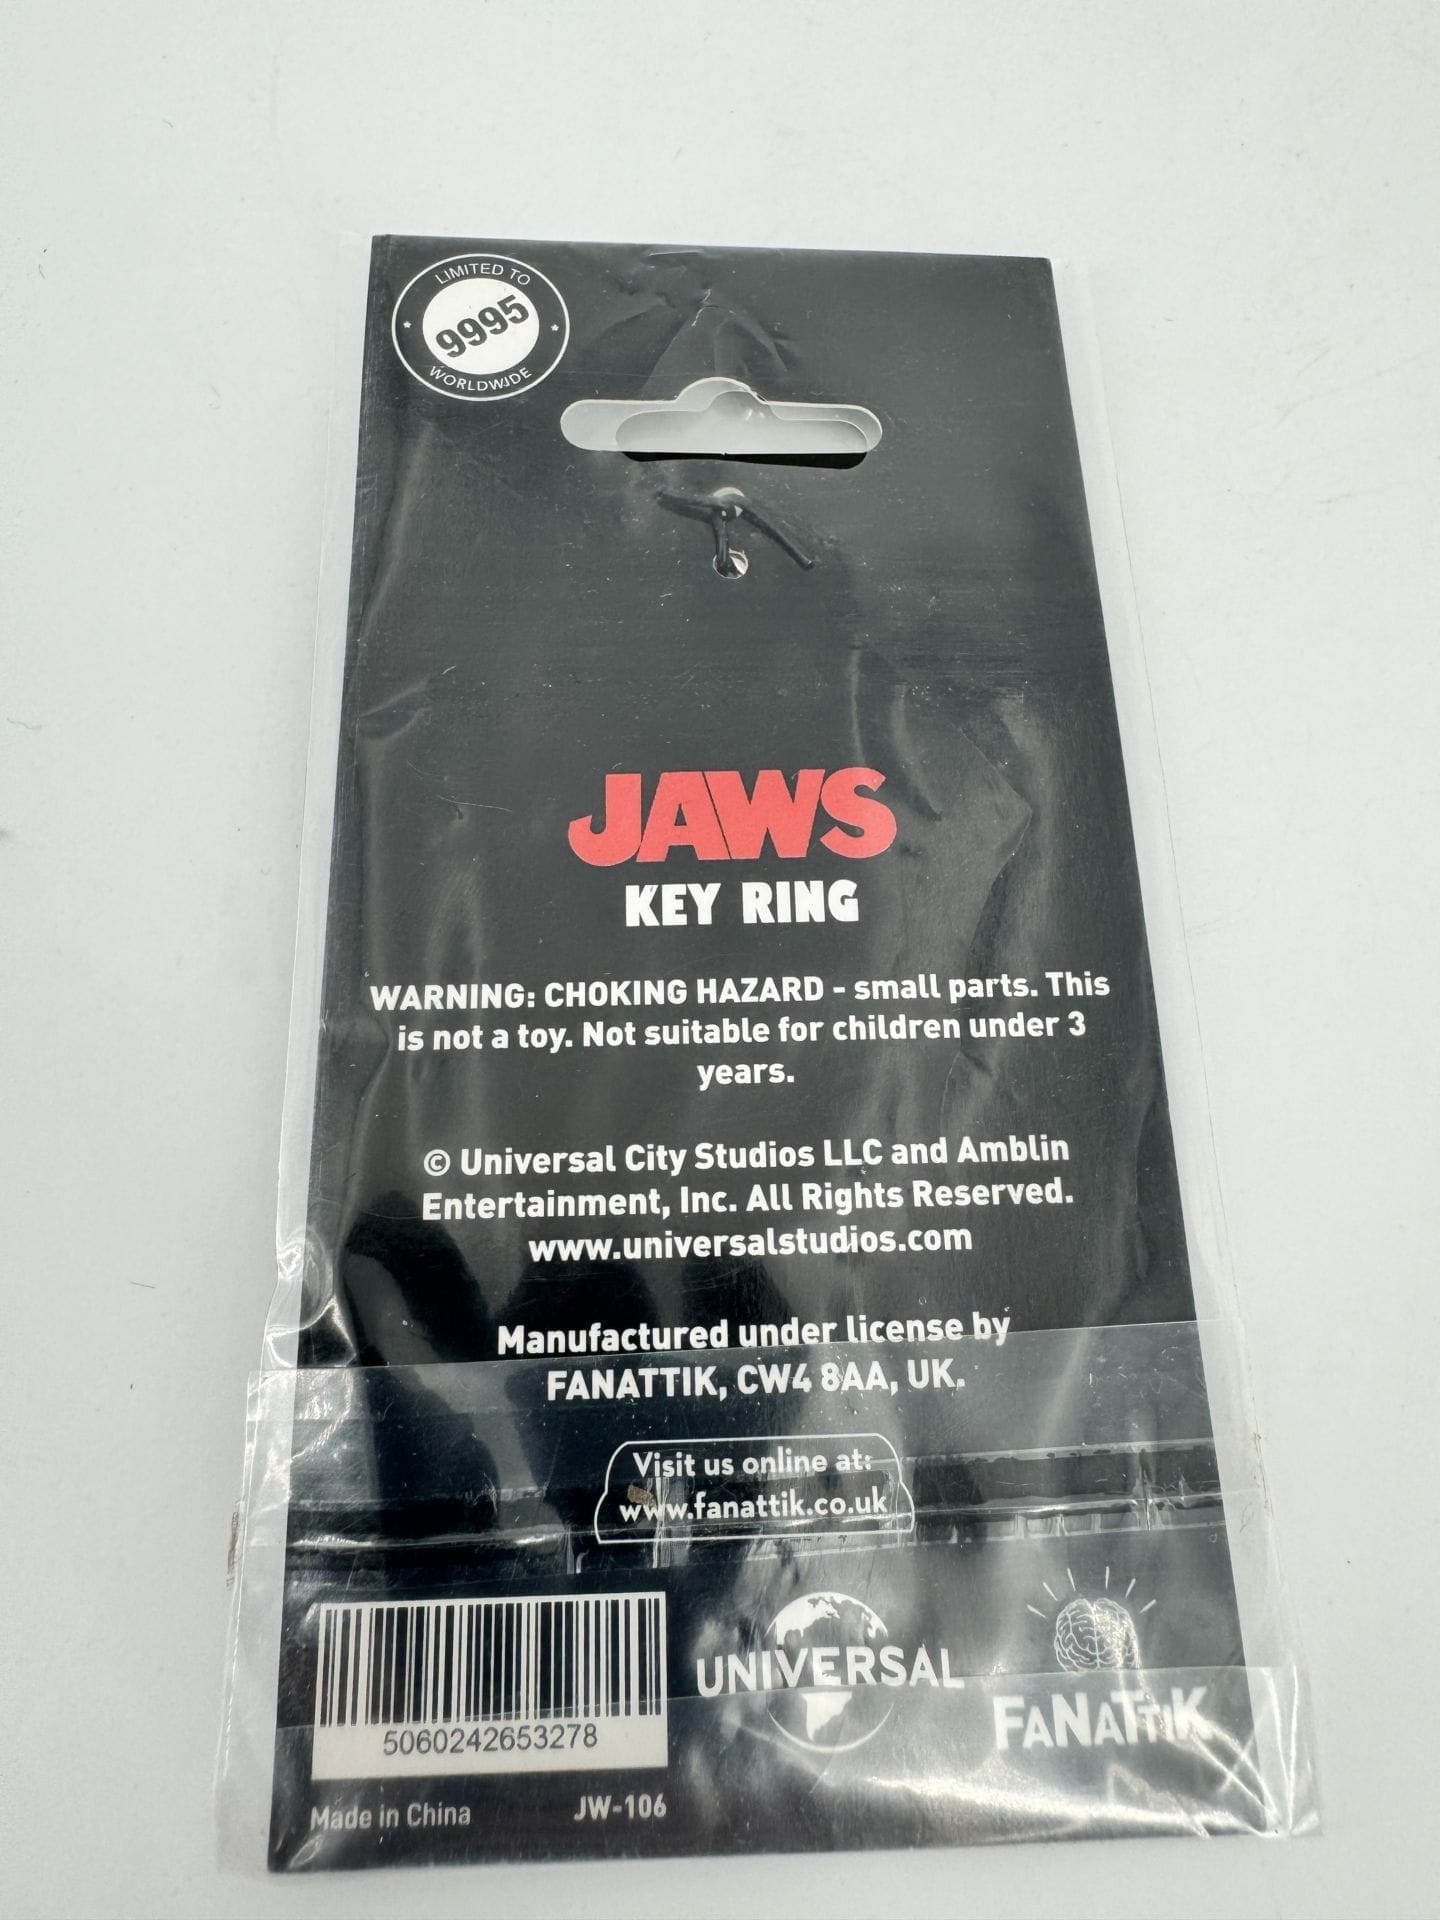 LIMITED TO
9995
WORLDWIDE
JAWS
KEY RING
WARNING: CHOKING HAZARD - small parts. This
is not a toy. Not suitable for children under 3
years.
© Universal City Studios LLC and Amblin
Entertainment, Inc. All Rights Reserved.
www.universalstudios.com
Manufactured under license by
FANATTIK, CW4 8AA, UK.
Visit us online at:
www.fanattik.co.uk
5060242653278
Made in China
JW-106
UNIVERSAL
FANATTIK